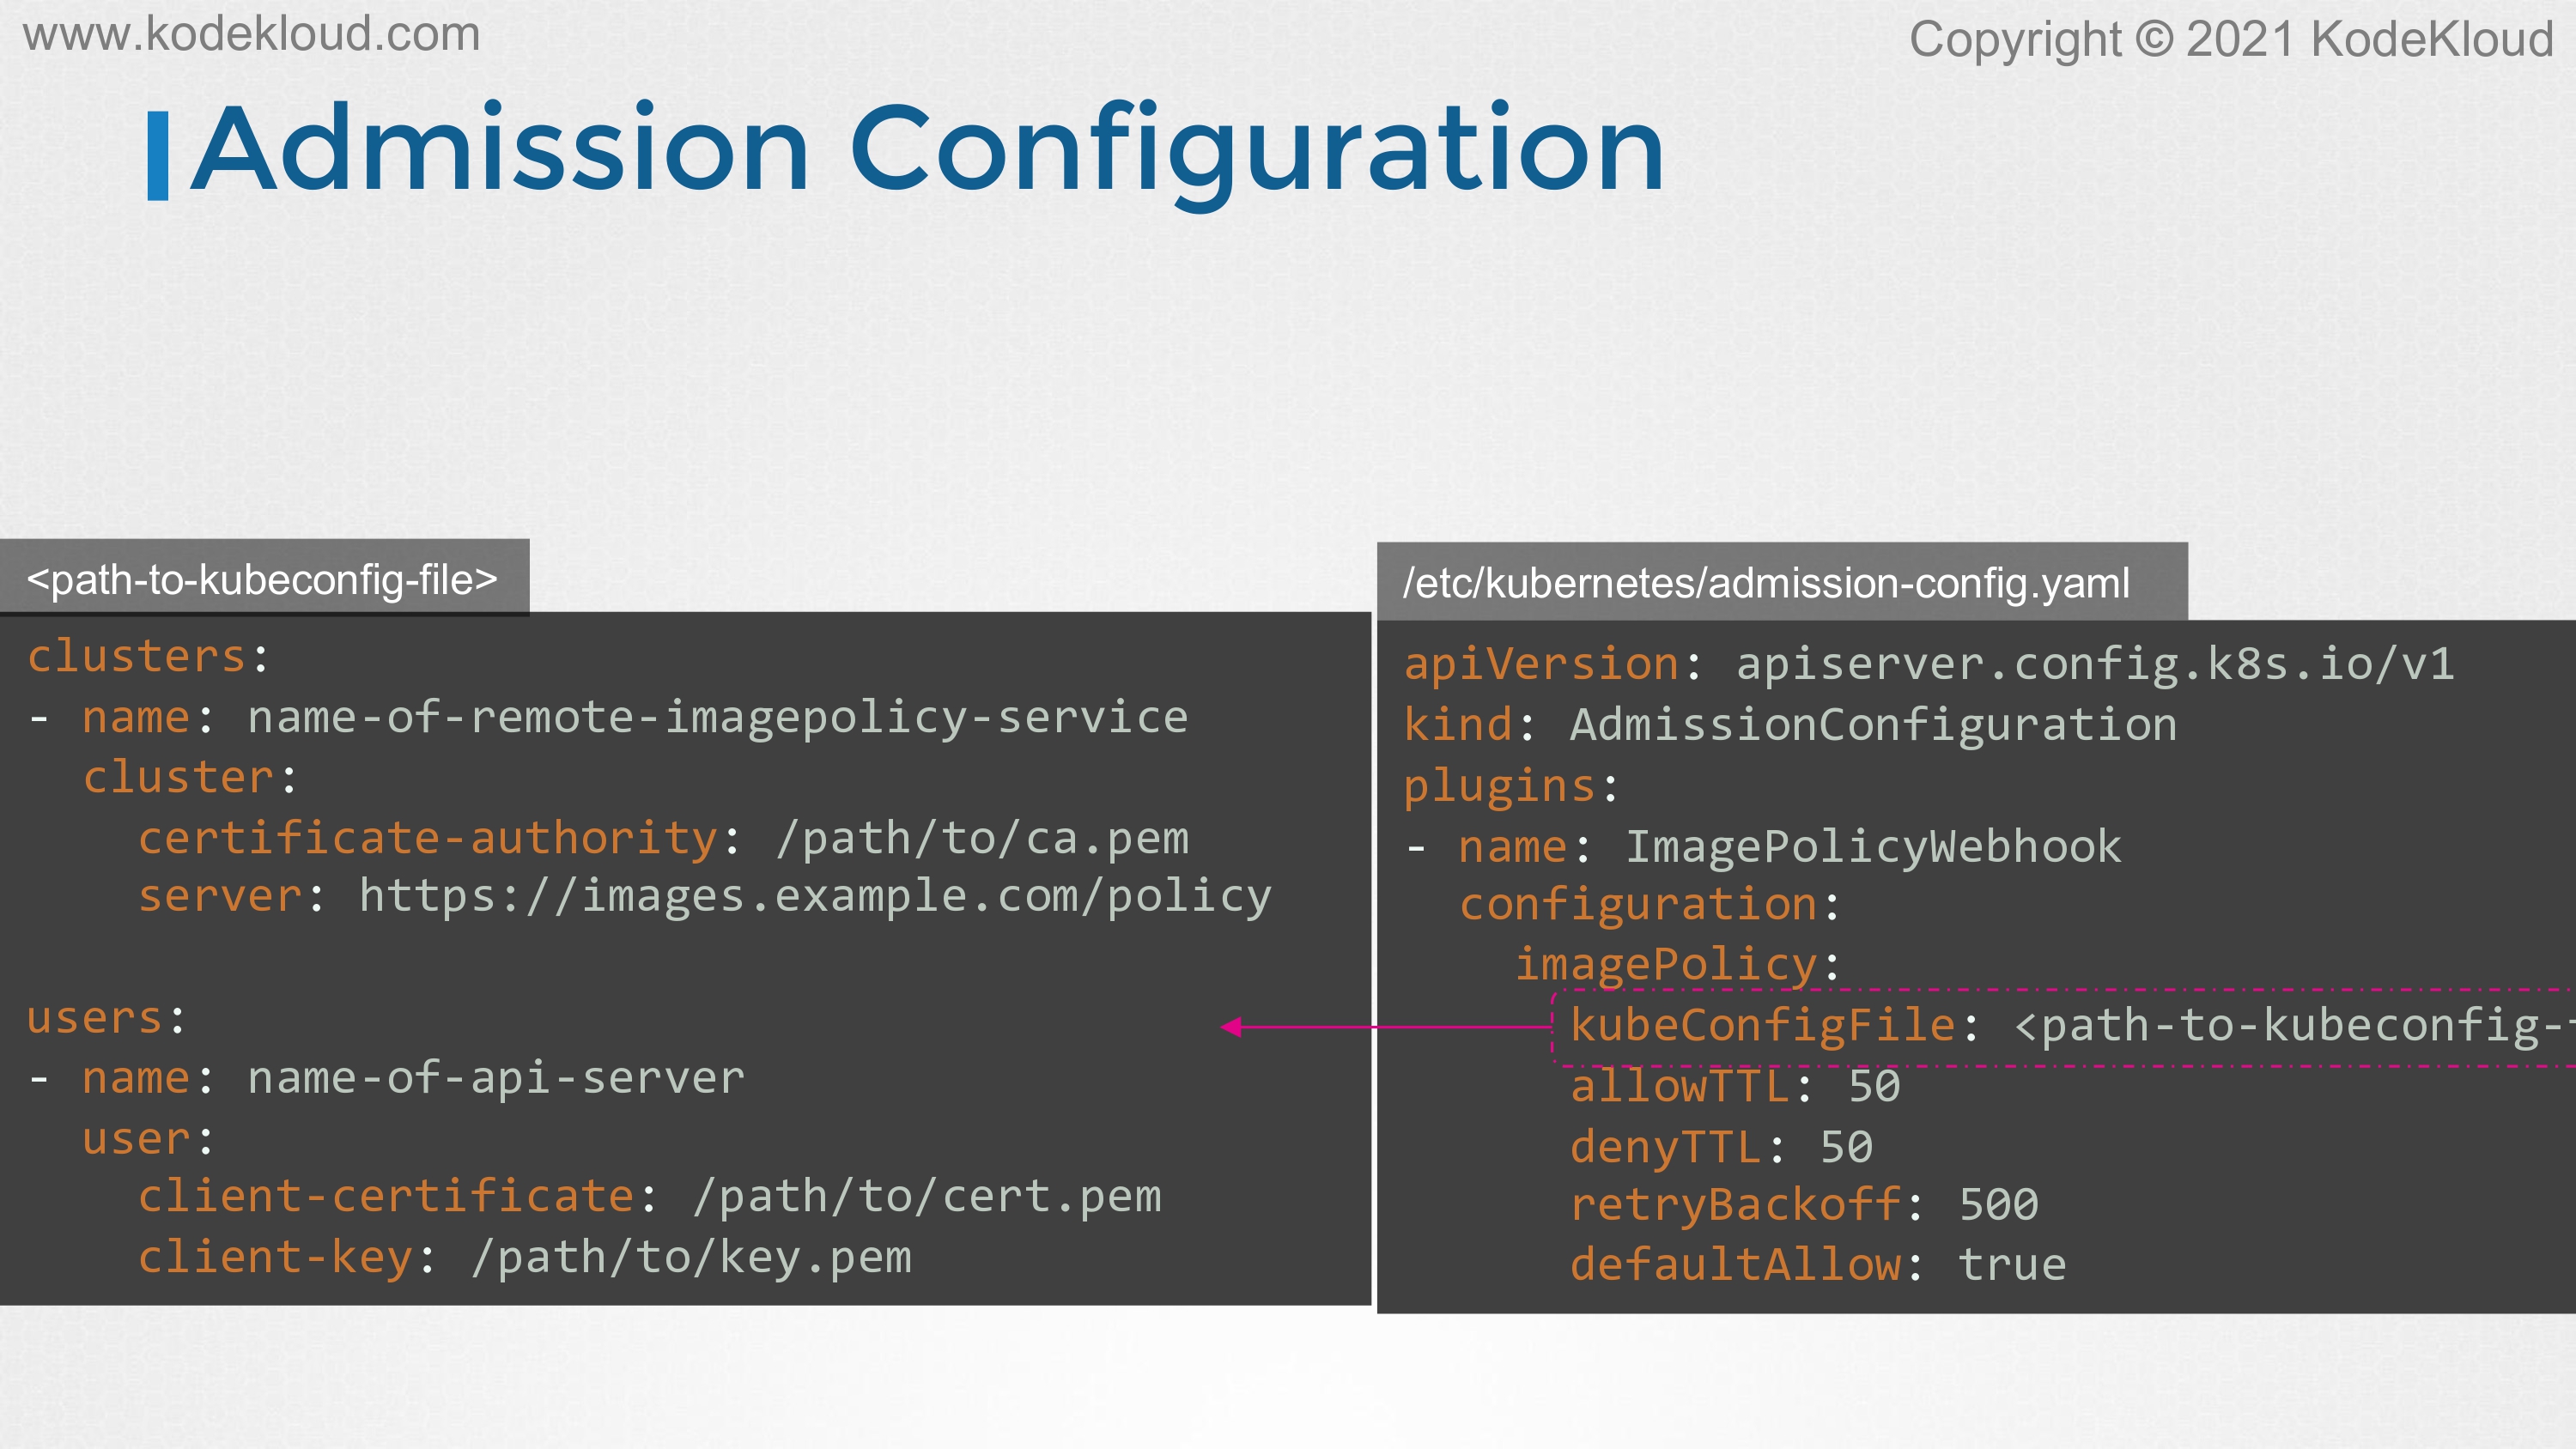 www.kodekloud.com
Copyright © 2021 KodeKloud
Admission Configuration
<path-to-kubeconfig-file>
clusters:
- name: name-of-remote-imagepolicy-service
  cluster:
    certificate-authority: /path/to/ca.pem
    server: https://images.example.com/policy
users:
- name: name-of-api-server
  user:
    client-certificate: /path/to/cert.pem
    client-key: /path/to/key.pem
/etc/kubernetes/admission-config.yaml
apiVersion: apiserver.config.k8s.io/v1
kind: AdmissionConfiguration
plugins:
- name: ImagePolicyWebhook
  configuration:
    imagePolicy:
      kubeConfigFile: <path-to-kubeconfig-
      allowTTL: 50
      denyTTL: 50
      retryBackoff: 500
      defaultAllow: true